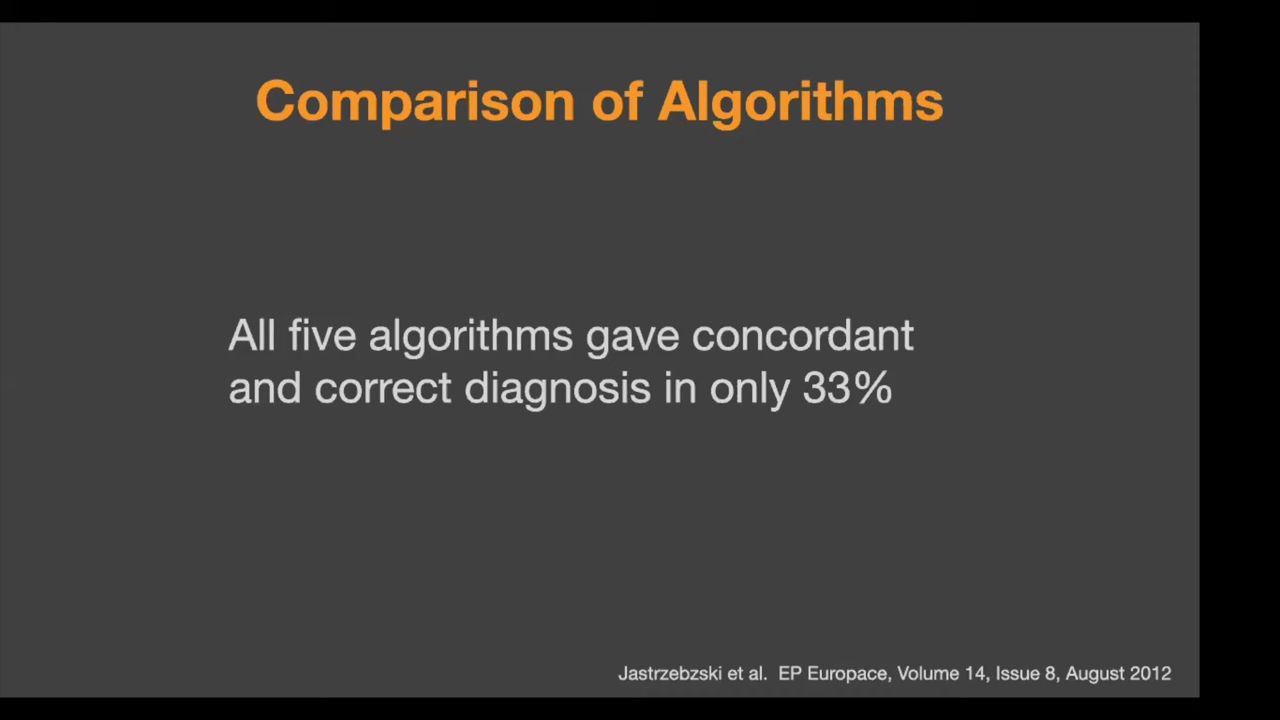 Comparison of Algorithms
All five algorithms gave concordant
and correct diagnosis in only 33%
Jastrzebzski et al.  EP Europace, Volume 14, Issue 8, August 2012